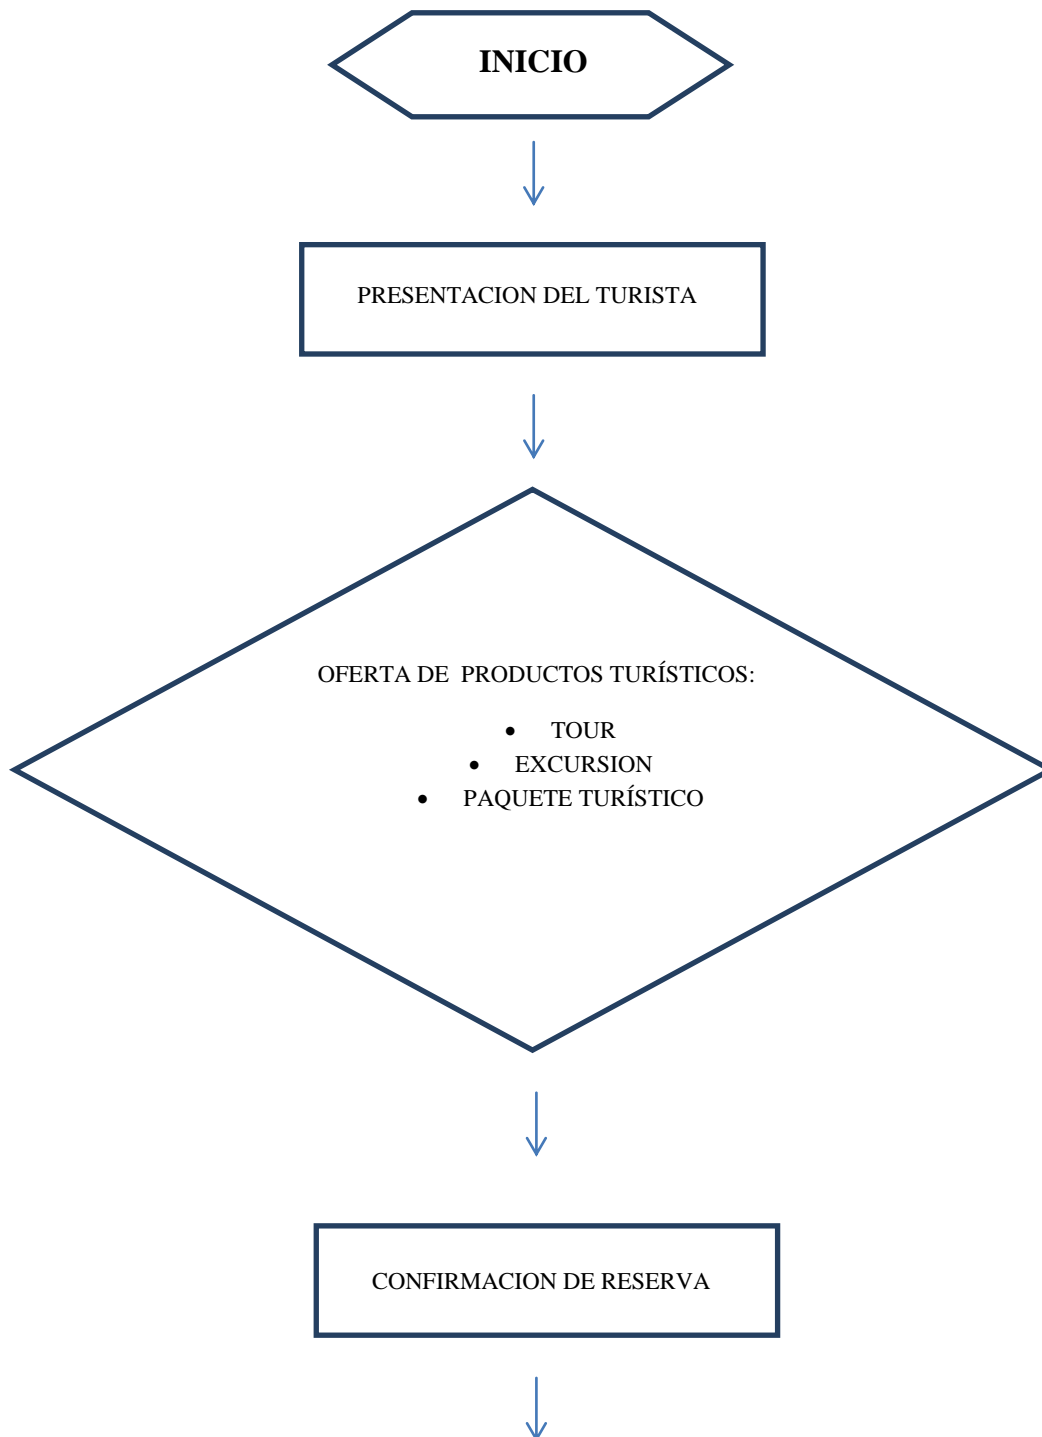 INICIO
PRESENTACION DEL TURISTA
OFERTA DE  PRODUCTOS TURÍSTICOS:
• TOUR
• EXCURSION
• PAQUETE TURÍSTICO
CONFIRMACION DE RESERVA